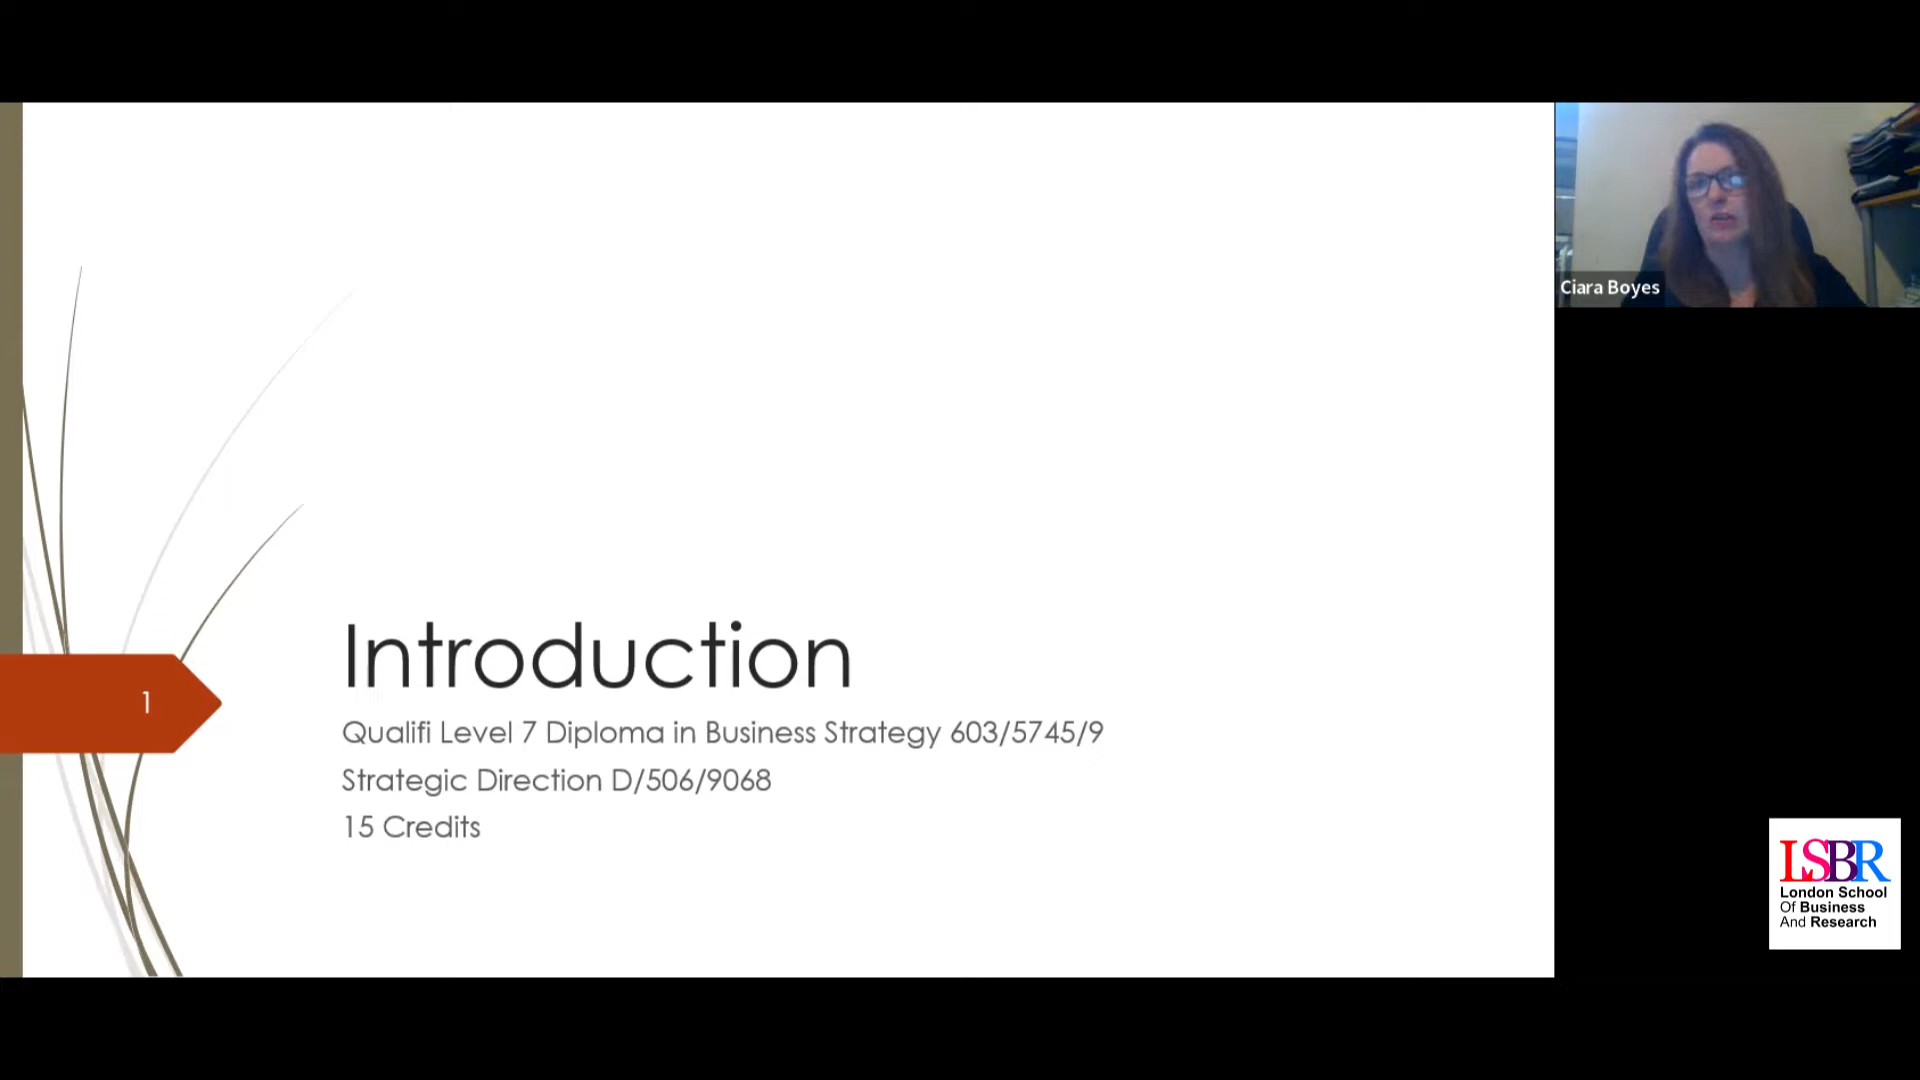 Ciara Boyes
1
Introduction
Qualifi Level 7 Diploma in Business Strategy 603/5745/9
Strategic Direction D/506/9068
15 Credits
LSBR
London School
Of Business
And Research